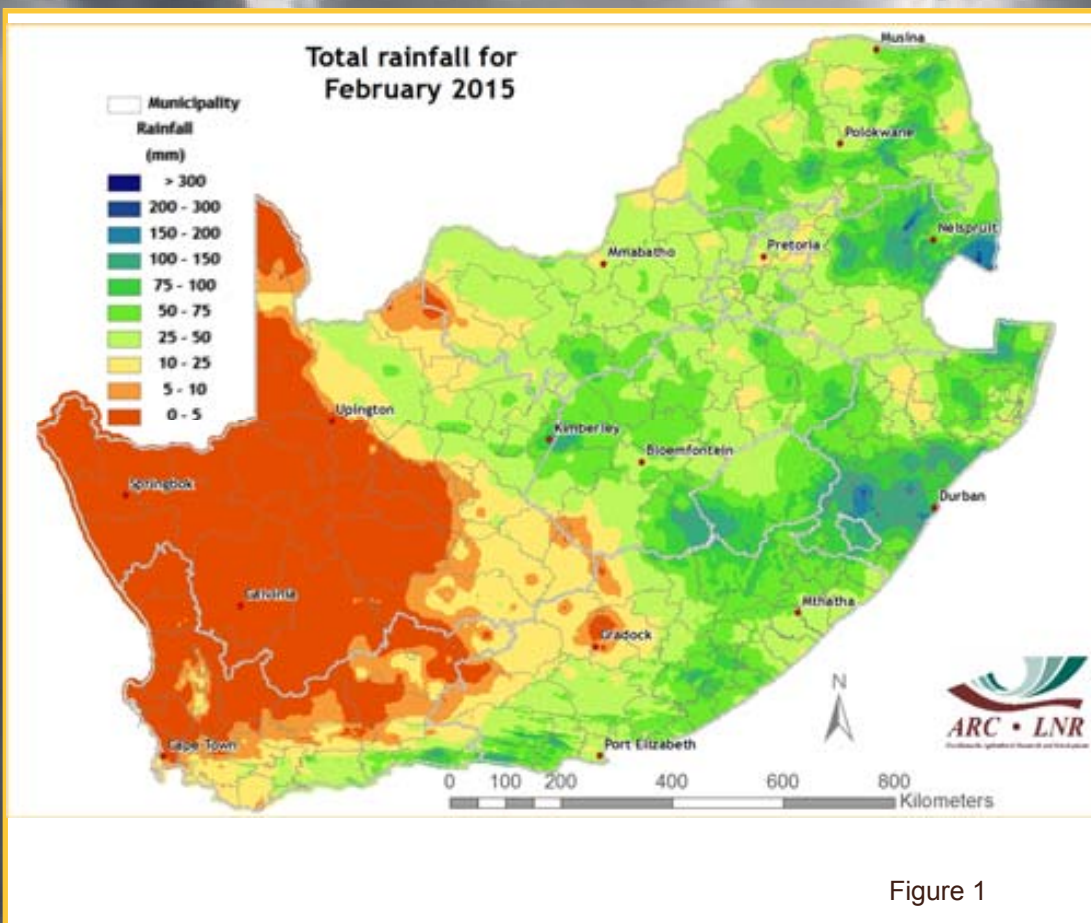 Total rainfall for
February 2015
Municipality
Rainfall
(mm)
> 300
200 - 300
150 - 200
100 - 150
75 - 100
50 - 75
25 - 50
10 - 25
5 - 10
0 - 5
Musina
Polokwane
Nelspruit
Pretoria
Mmabatho
Upington
Kimberley
Bloemfontein
Springbok
Durban
Calvinia
Mthatha
Cradock
Cape Town
Port Elizabeth
N
ARC • LNR
0 100 200 400 600 800
Kilometers
Figure 1